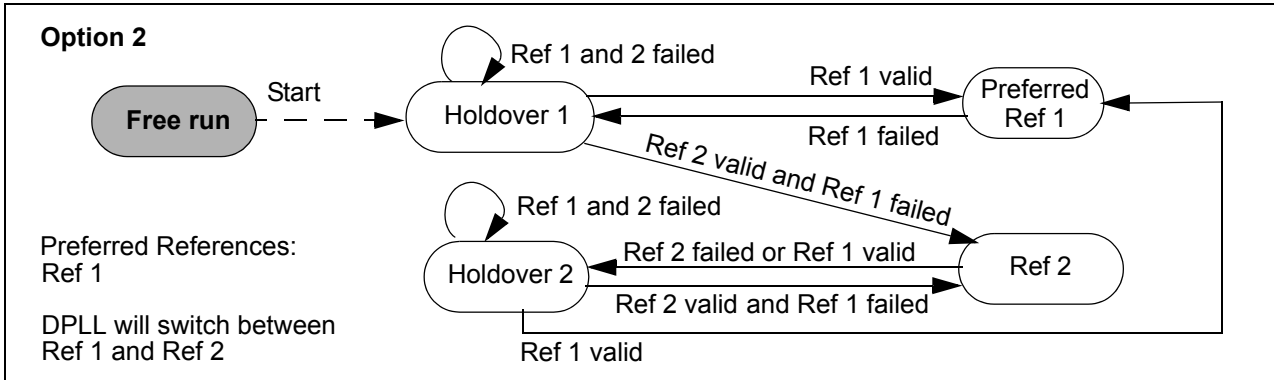 Option 2
Ref 1 and 2 failed
Start
Free run
Holdover 1
Ref 1 valid
Ref 1 failed
Preferred
Ref 1
Ref 2 valid and Ref 1 failed
Ref 1 and 2 failed
Preferred References:
Ref 1
Holdover 2
Ref 2 failed or Ref 1 valid
Ref 2 valid and Ref 1 failed
Ref 2
DPLL will switch between
Ref 1 and Ref 2
Ref 1 valid